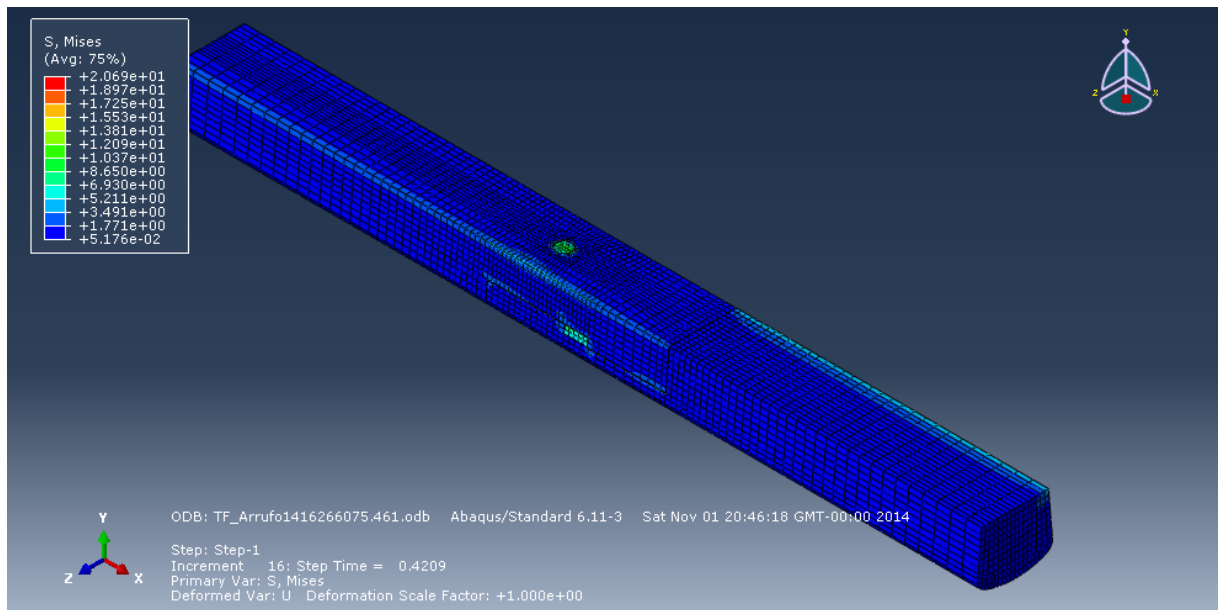 S, Mises
(Avg: 75%)
+2.069e+01
+1.897e+01
+1.725e+01
+1.553e+01
+1.381e+01
+1.209e+01
+1.037e+01
+8.650e+00
+6.930e+00
+5.211e+00
+3.491e+00
+1.771e+00
+5.176e-02
Y
Z X
Y
Z X
ODB: TF_Arrufo1416266075.461.odb Abaqus/Standard 6.11-3 Sat Nov 01 20:46:18 GMT-00:00 2014
Step: Step-1
Increment 16: Step Time = 0.4209
Primary Var: S, Mises
Deformed Var: U Deformation Scale Factor: +1.000e+00